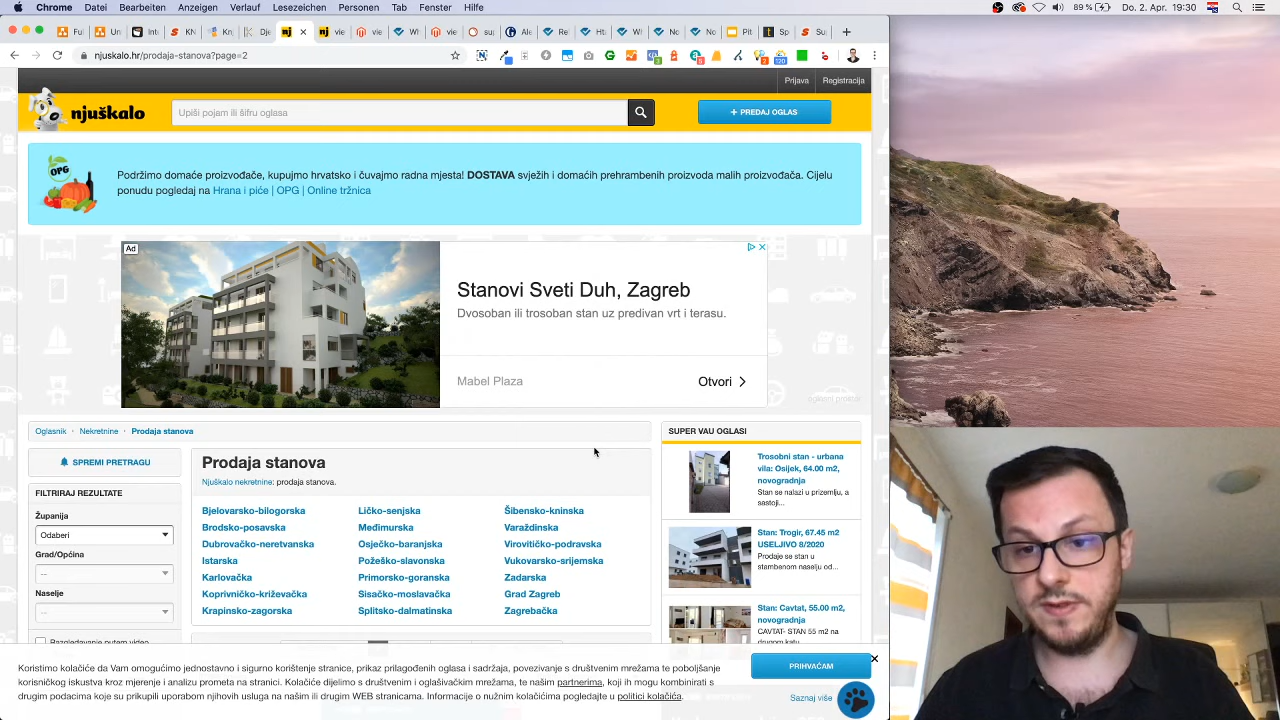 Chrome Datei Bearbeiten Anzeigen Verlauf Lesezeichen Personen Tab Fenster Hilfe
89 % Do. 2. Apr. 19:30
njuskalo.hr/prodaja-stanova?page=2
Prijava Registracija
njuškalo
Upiši pojam ili šifru oglasa
+ PREDAJ OGLAS
OPG
Podržimo domaće proizvođače, kupujmo hrvatsko i čuvajmo radna mjesta! DOSTAVA svježih i domaćih prehrambenih proizvoda malih proizvođača. Cijelu
ponudu pogledaj na Hrana i piće | OPG | Online tržnica
Ad
Stanovi Sveti Duh, Zagreb
Dvosoban ili trosoban stan uz predivan vrt i terasu.
Mabel Plaza
Otvori
oglasni prostor
Oglasnik Nekretnine Prodaja stanova
SPREMI PRETRAGU
FILTRIRAJ REZULTATE
Županija
Odaberi
Grad/Općina
...
Naselje
...
Razgledavanje putem video
Prodaja stanova
Njuškalo nekretnine: prodaja stanova.
Bjelovarsko-bilogorska Ličko-senjska Šibensko-kninska
Brodsko-posavska Međimurska Varaždinska
Dubrovačko-neretvanska Osječko-baranjska Virovitičko-podravska
Istarska Požeško-slavonska Vukovarsko-srijemska
Karlovačka Primorsko-goranska Zadarska
Koprivničko-križevačka Sisačko-moslavačka Grad Zagreb
Krapinsko-zagorska Splitsko-dalmatinska Zagrebačka
SUPER VAU OGLASI
Trosobni stan - urbana
vila: Osijek, 64.00 m2,
novogradnja
Stan se nalazi u prizemlju, a
sastoji...
Stan: Trogir, 67.45 m2
USELJIVO 8/2020
Prodaje se stan u
stambenom naselju od...
Stan: Cavtat, 55.00 m2,
novogradnja
CAVTAT- STAN 55 m2 na
drugom katu
Koristimo kolačiće da Vam omogućimo jednostavno i sigurno korištenje stranice, prikaz prilagođenih oglasa i sadržaja, povezivanje s društvenim mrežama te poboljšanje
korisničkog iskustva kroz mjerenje i analizu prometa na stranici. Kolačiće dijelimo s društvenim i oglašivačkim mrežama, te našim partnerima, koji ih mogu kombinirati s
drugim podacima koje su prikupili uporabom njihovih usluga na našim ili drugim WEB stranicama. Informacije o nužnim kolačićima pogledajte u politici kolačića.
PRIHVAĆAM
Saznaj više